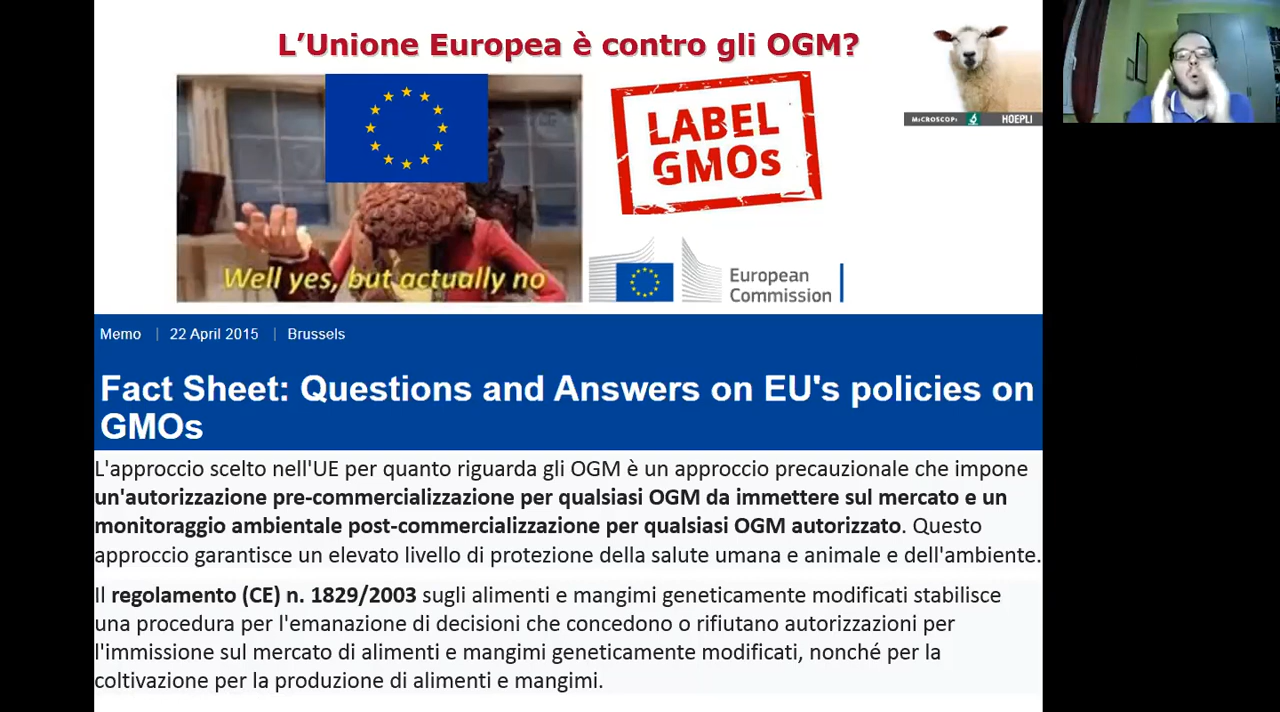 L'Unione Europea è contro gli OGM?
LABEL
GMOs
MiCROSCOPi 6 HOEPLI
Well yes, but actually no
European
Commission
Memo | 22 April 2015 | Brussels
Fact Sheet: Questions and Answers on EU's policies on
GMOs
L'approccio scelto nell'UE per quanto riguarda gli OGM è un approccio precauzionale che impone
un'autorizzazione pre-commercializzazione per qualsiasi OGM da immettere sul mercato e un
monitoraggio ambientale post-commercializzazione per qualsiasi OGM autorizzato. Questo
approccio garantisce un elevato livello di protezione della salute umana e animale e dell'ambiente.
Il regolamento (CE) n. 1829/2003 sugli alimenti e mangimi geneticamente modificati stabilisce
una procedura per l'emanazione di decisioni che concedono o rifiutano autorizzazioni per
l'immissione sul mercato di alimenti e mangimi geneticamente modificati, nonché per la
coltivazione per la produzione di alimenti e mangimi.